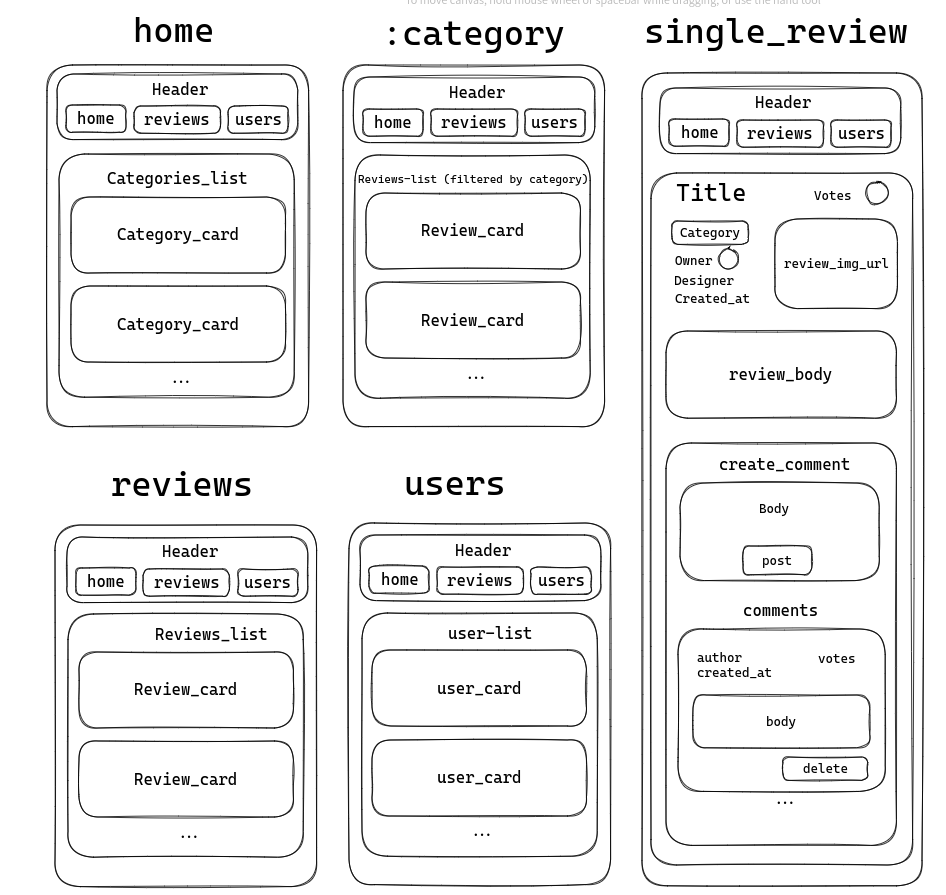 To move canvas, hold mouse wheel or spacebar while dragging, or use the hand tool
home
Header
home reviews users
Categories_list
Category_card
Category_card
...
:category
Header
home reviews users
Reviews-list (filtered by category)
Review_card
Review_card
...
single_review
Header
home reviews users
Title
Votes
Category
Owner
Designer
Created_at
review_img_url
review_body
create_comment
Body
post
comments
author
created_at
votes
body
delete
...
reviews
Header
home reviews users
Reviews_list
Review_card
Review_card
...
users
Header
home reviews users
user-list
user_card
user_card
...